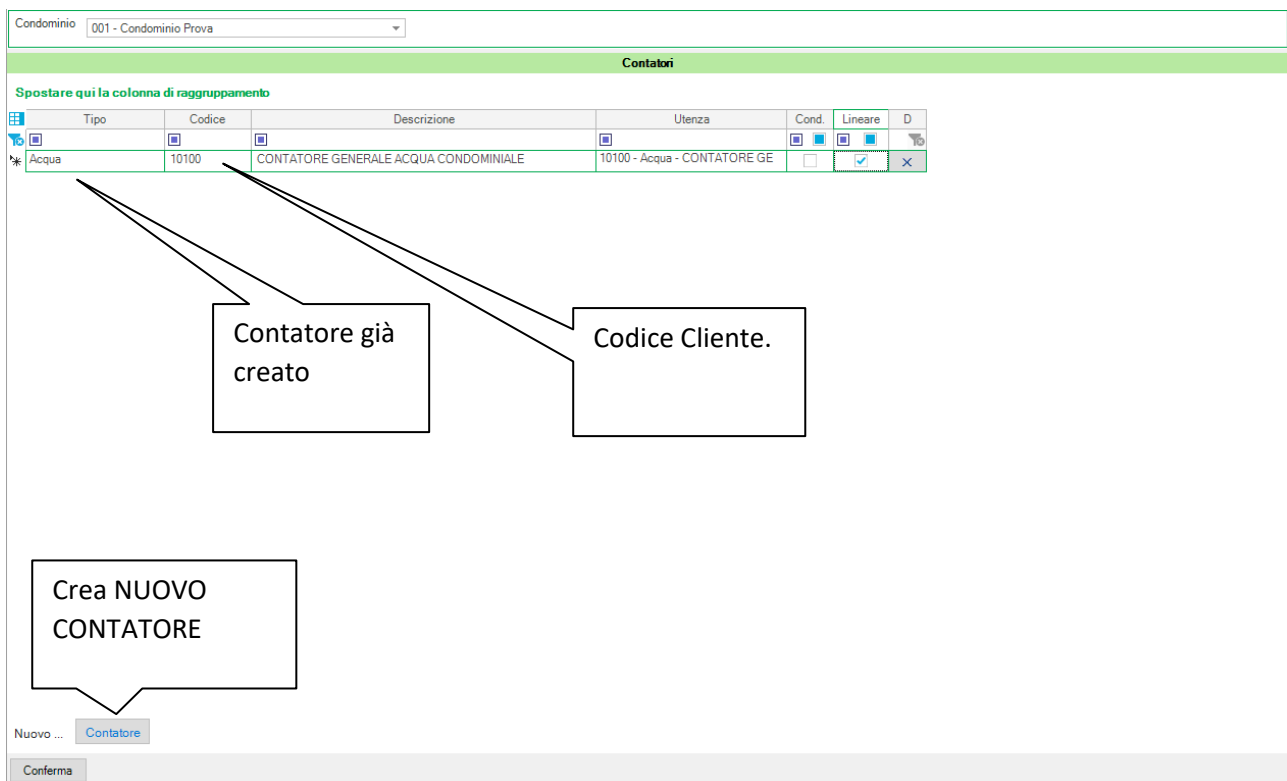 Condominio 001 - Condominio Prova
Contatori
Spostare qui la colonna di raggruppamento
Tipo Codice Descrizione Utenza Cond. Lineare D
Acqua 10100 CONTATORE GENERALE ACQUA CONDOMINIALE 10100 - Acqua - CONTATORE GE
Contatore già
creato
Codice Cliente.
Crea NUOVO
CONTATORE
Nuovo ... Contatore
Conferma